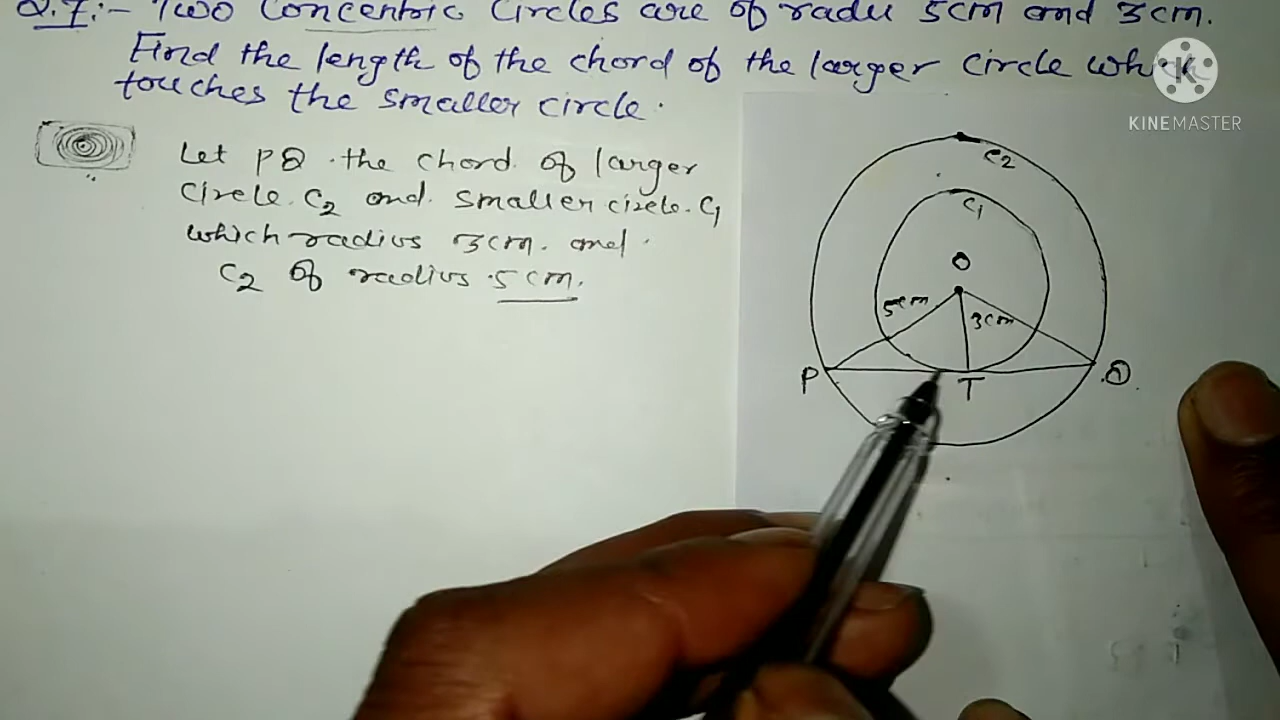 Q.7:- Two Concentric Circles are of radii 5cm and 3cm.
Find the length of the chord of the larger circle which
touches the smaller circle.
KINEMASTER
Let PQ the chord of larger
Circle C2 and smaller circle C1
which radius 3cm. and
C2 of radius 5cm.
C2
C1
O
5cm
3cm
P
T
Q